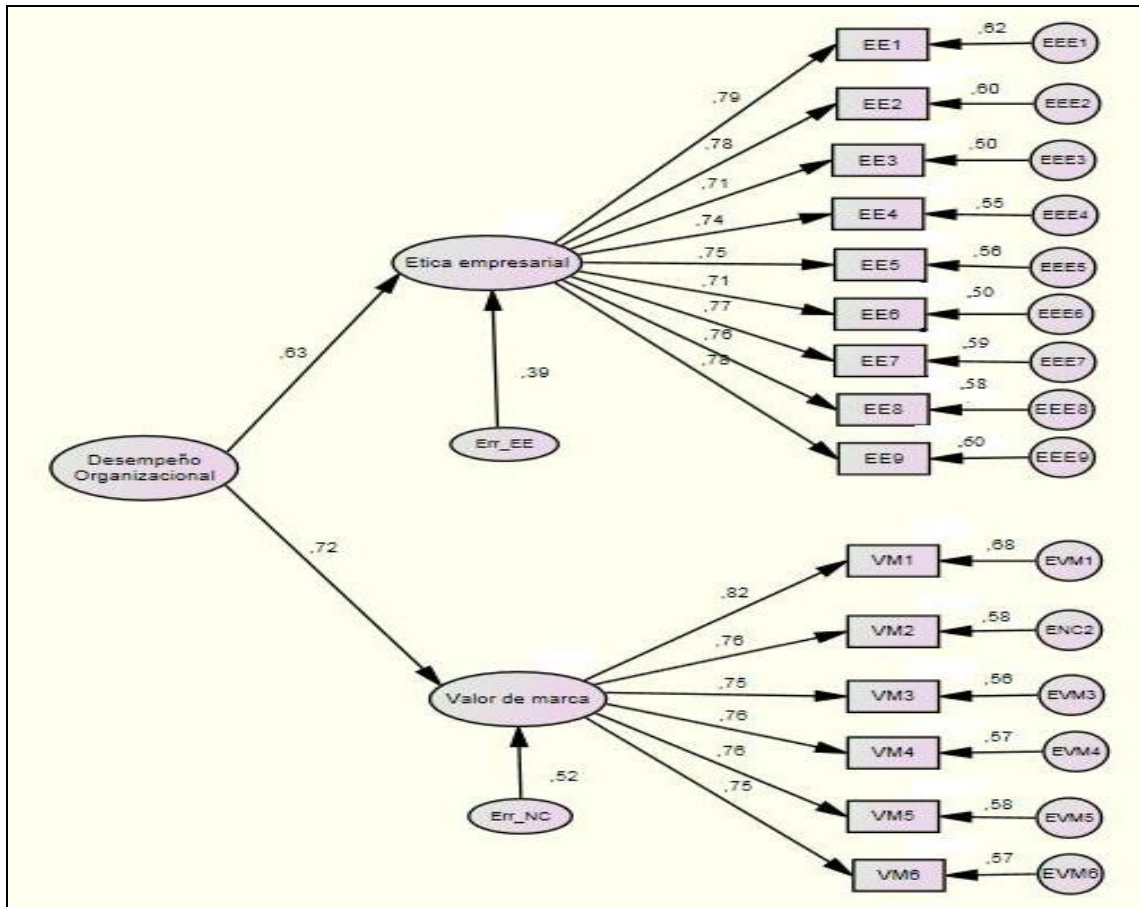 EE1
,62
EEE1
,79
EE2
,60
EEE2
,78
EE3
,50
EEE3
,71
EE4
,55
EEE4
,74
Etica empresarial
,75
EE5
,56
EEE5
,71
EE6
,50
EEE6
,77
EE7
,59
EEE7
,76
EE8
,58
EEE8
,78
EE9
,60
EEE9
,63
,39
Err_EE
Desempeño
Organizacional
,72
VM1
,68
EVM1
,82
VM2
,58
ENC2
,76
Valor de marca
,75
VM3
,56
EVM3
,76
VM4
,57
EVM4
,76
VM5
,58
EVM5
,75
VM6
,57
EVM6
,52
Err_NC